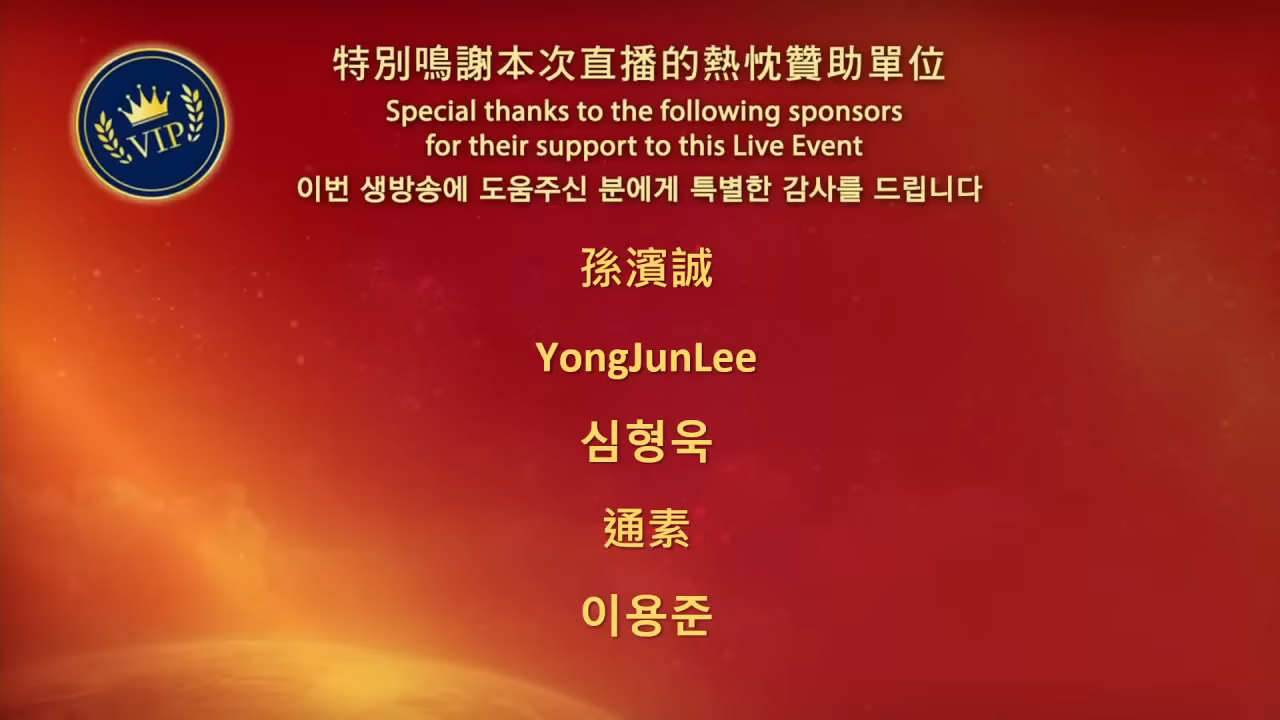 特別鳴謝本次直播的熱忱贊助單位
VIP
Special thanks to the following sponsors
for their support to this Live Event
이번 생방송에 도움주신 분에게 특별한 감사를 드립니다
孫濱誠
YongJunLee
심형욱
通素
이용준